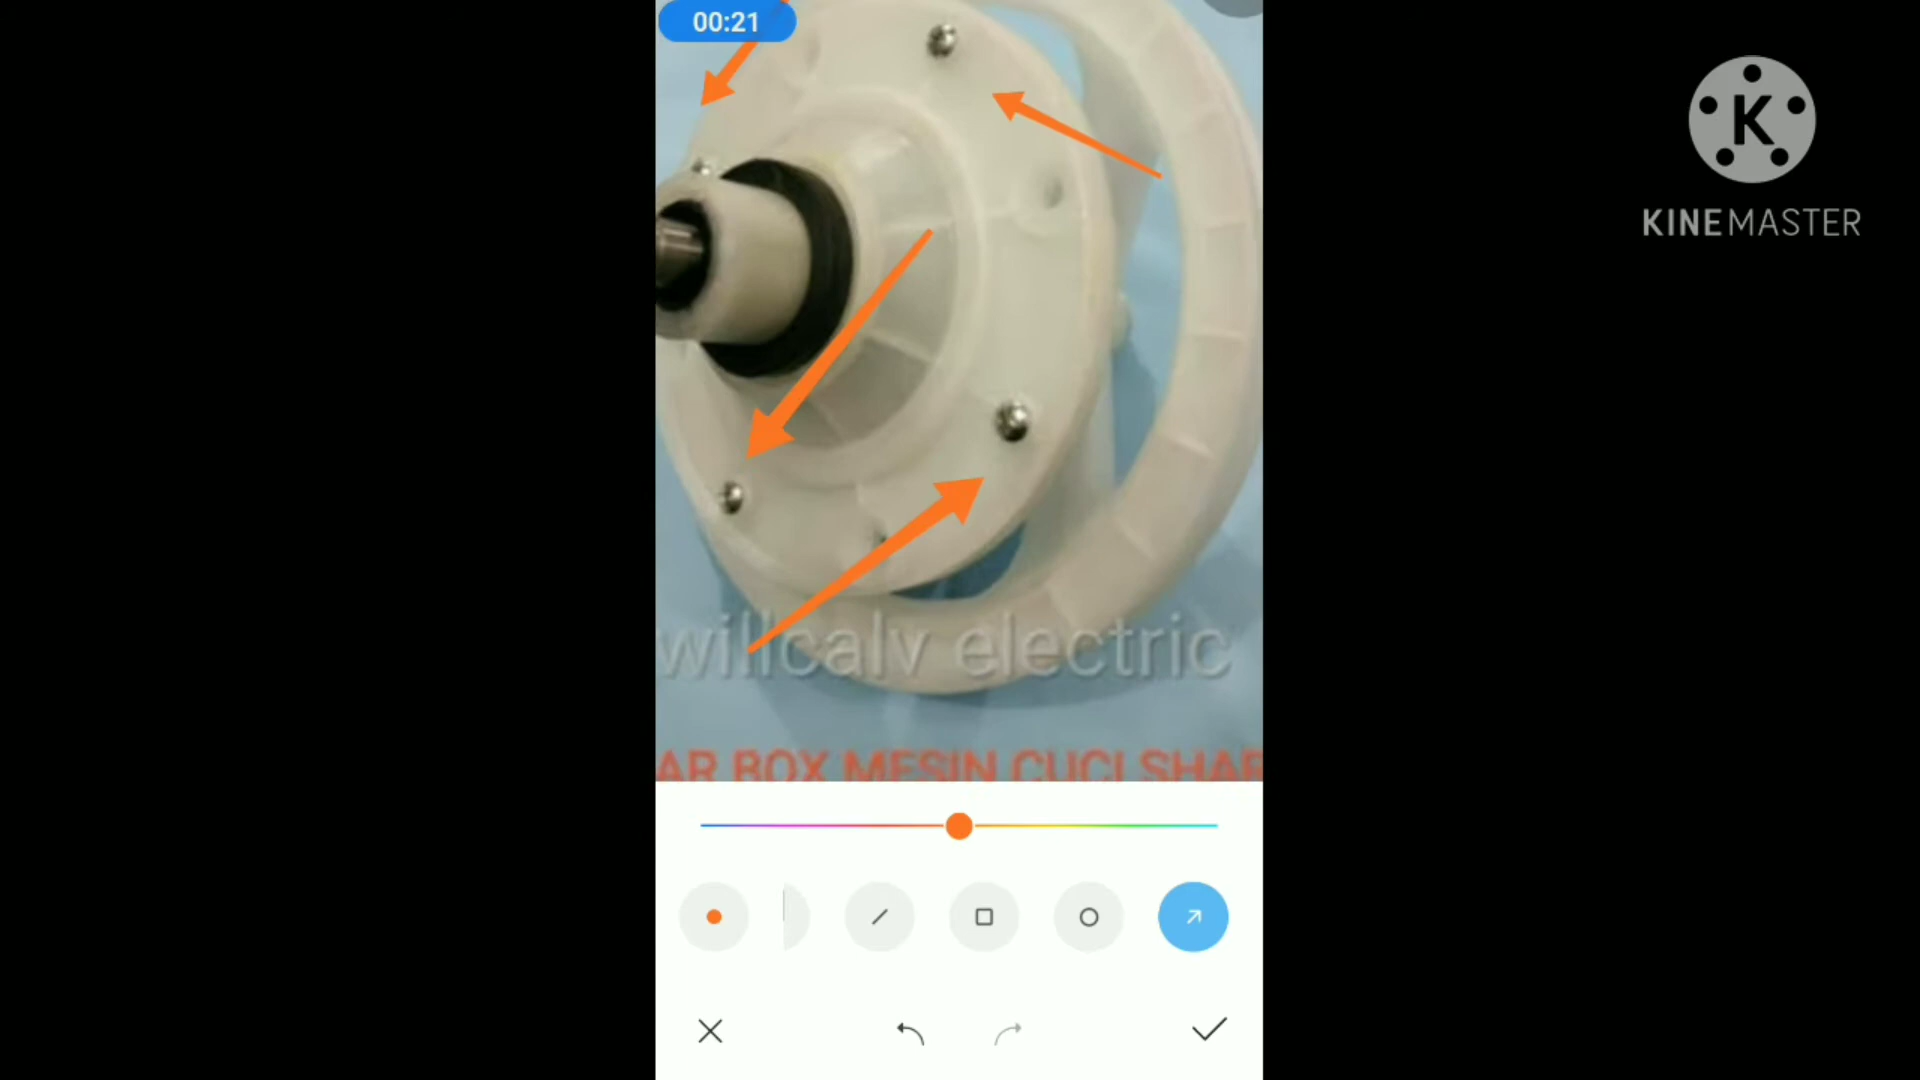 00:21
K
KINEMASTER
willcalv electric
AR BOX MESIN CUCI SHAR